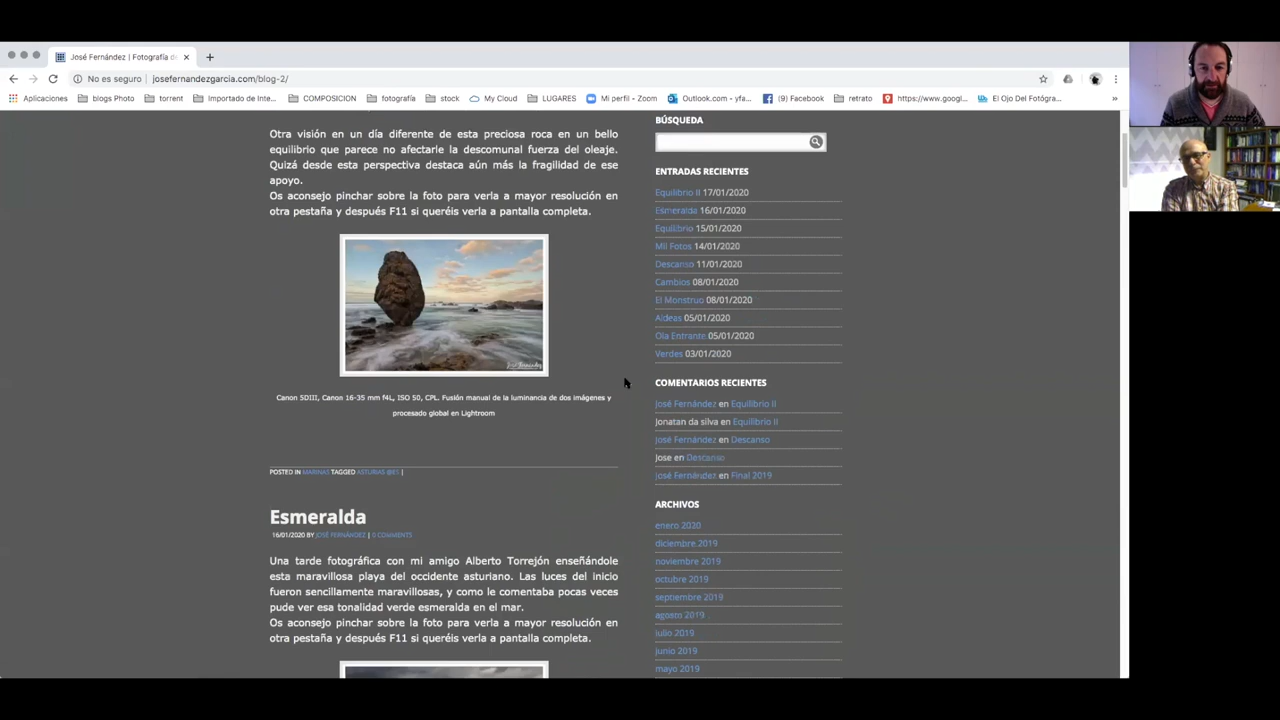 José Fernández | Fotografía de
No es seguro | josefernandezgarcia.com/blog-2/
Aplicaciones blogs Photo torrent Importado de Inte... COMPOSICION fotografía stock My Cloud LUGARES Mi perfil - Zoom Outlook.com - yfa... (9) Facebook retrato https://www.googl... El Ojo Del Fotógra... »
Otra visión en un día diferente de esta preciosa roca en un bello
equilibrio que parece no afectarle la descomunal fuerza del oleaje.
Quizá desde esta perspectiva destaca aún más la fragilidad de ese
apoyo.
Os aconsejo pinchar sobre la foto para verla a mayor resolución en
otra pestaña y después F11 si queréis verla a pantalla completa.
José Fernández
Canon 5DIII, Canon 16-35 mm f4L, ISO 50, CPL. Fusión manual de la luminancia de dos imágenes y
procesado global en Lightroom
POSTED IN MARINAS TAGGED ASTURIAS @ES |
Esmeralda
16/01/2020 BY JOSÉ FERNÁNDEZ | 0 COMMENTS
Una tarde fotográfica con mi amigo Alberto Torrejón enseñándole
esta maravillosa playa del occidente asturiano. Las luces del inicio
fueron sencillamente maravillosas, y como le comentaba pocas veces
pude ver esa tonalidad verde esmeralda en el mar.
Os aconsejo pinchar sobre la foto para verla a mayor resolución en
otra pestaña y después F11 si queréis verla a pantalla completa.
BÚSQUEDA
ENTRADAS RECIENTES
Equilibrio II 17/01/2020
Esmeralda 16/01/2020
Equilibrio 15/01/2020
Mil Fotos 14/01/2020
Descanso 11/01/2020
Cambios 08/01/2020
El Monstruo 08/01/2020
Aldeas 05/01/2020
Ola Entrante 05/01/2020
Verdes 03/01/2020
COMENTARIOS RECIENTES
José Fernández en Equilibrio II
Jonatan da silva en Equilibrio II
José Fernández en Descanso
Jose en Descanso
José Fernández en Final 2019
ARCHIVOS
enero 2020
diciembre 2019
noviembre 2019
octubre 2019
septiembre 2019
agosto 2019
julio 2019
junio 2019
mayo 2019